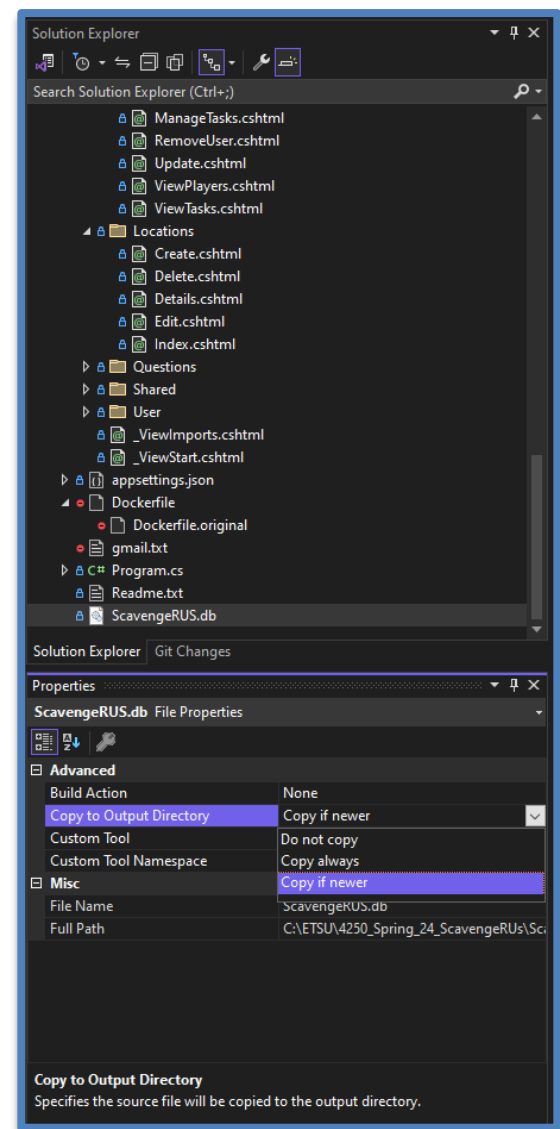 Solution Explorer
Search Solution Explorer (Ctrl+;)
ManageTasks.cshtml
RemoveUser.cshtml
Update.cshtml
ViewPlayers.cshtml
ViewTasks.cshtml
Locations
Create.cshtml
Delete.cshtml
Details.cshtml
Edit.cshtml
Index.cshtml
Questions
Shared
User
_ViewImports.cshtml
_ViewStart.cshtml
appsettings.json
Dockerfile
Dockerfile.original
gmail.txt
C# Program.cs
Readme.txt
ScavengeRUS.db
Solution Explorer Git Changes
Properties
ScavengeRUS.db File Properties
Advanced
Build Action None
Copy to Output Directory Copy if newer
Custom Tool Do not copy
Custom Tool Namespace Copy always
Misc Copy if newer
File Name ScavengeRUS.db
Full Path C:\ETSU\4250_Spring_24_ScavengeRUs\Sca
Copy to Output Directory
Specifies the source file will be copied to the output directory.